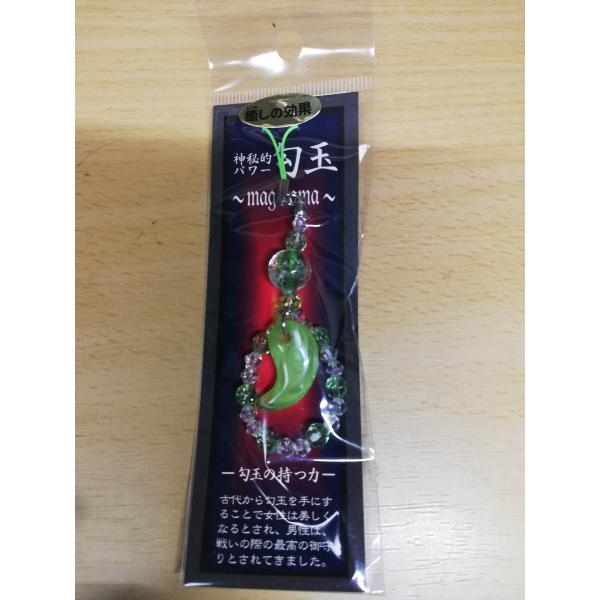 癒しの効果
神秘的
パワー
勾玉
~magatama~
ー勾玉の持つ力ー
古代から勾玉を手にす
ることで女性は美しく
なるとされ、男性は、
戦いの際の最高の御守
りとされてきました。